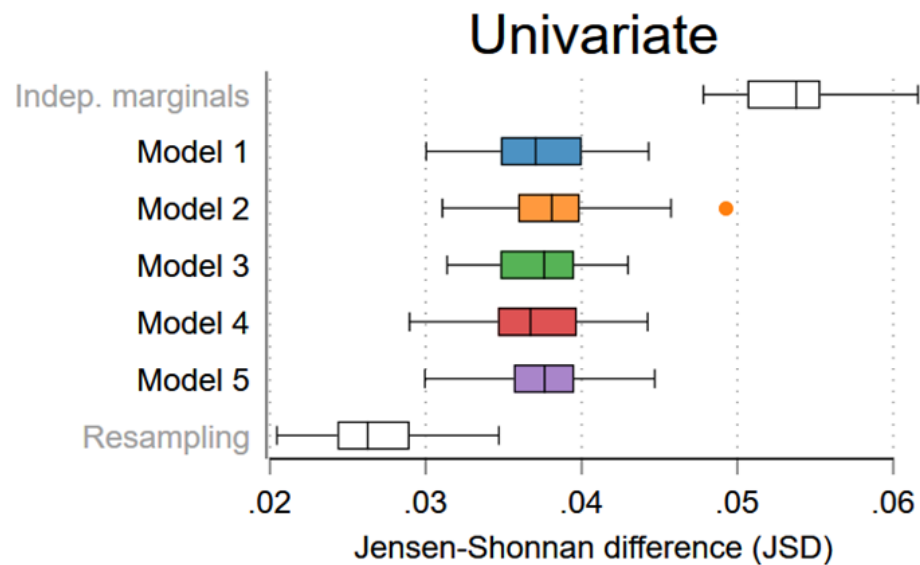 Univariate
Indep. marginals
Model 1
Model 2
Model 3
Model 4
Model 5
Resampling
.02 .03 .04 .05 .06
Jensen-Shonnan difference (JSD)